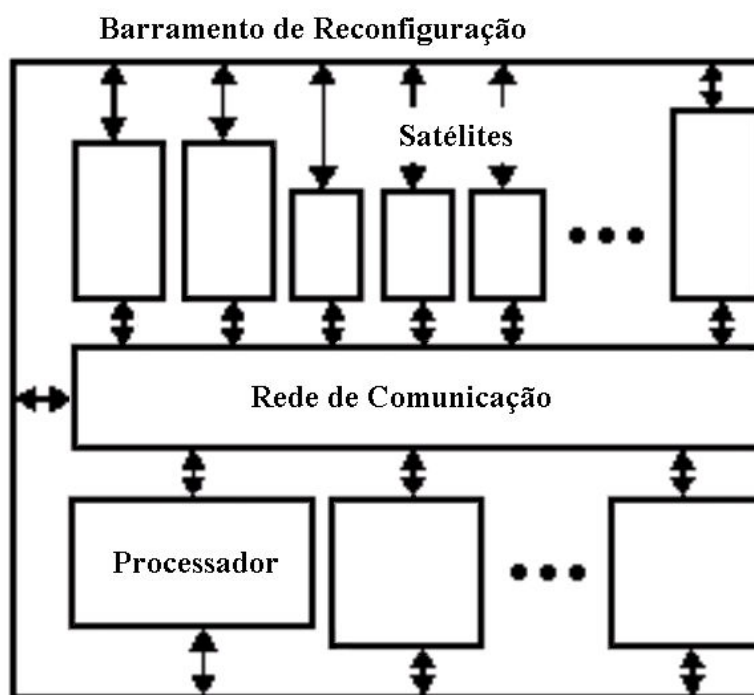 Barramento de Reconfiguração
Satélites
Rede de Comunicação
Processador